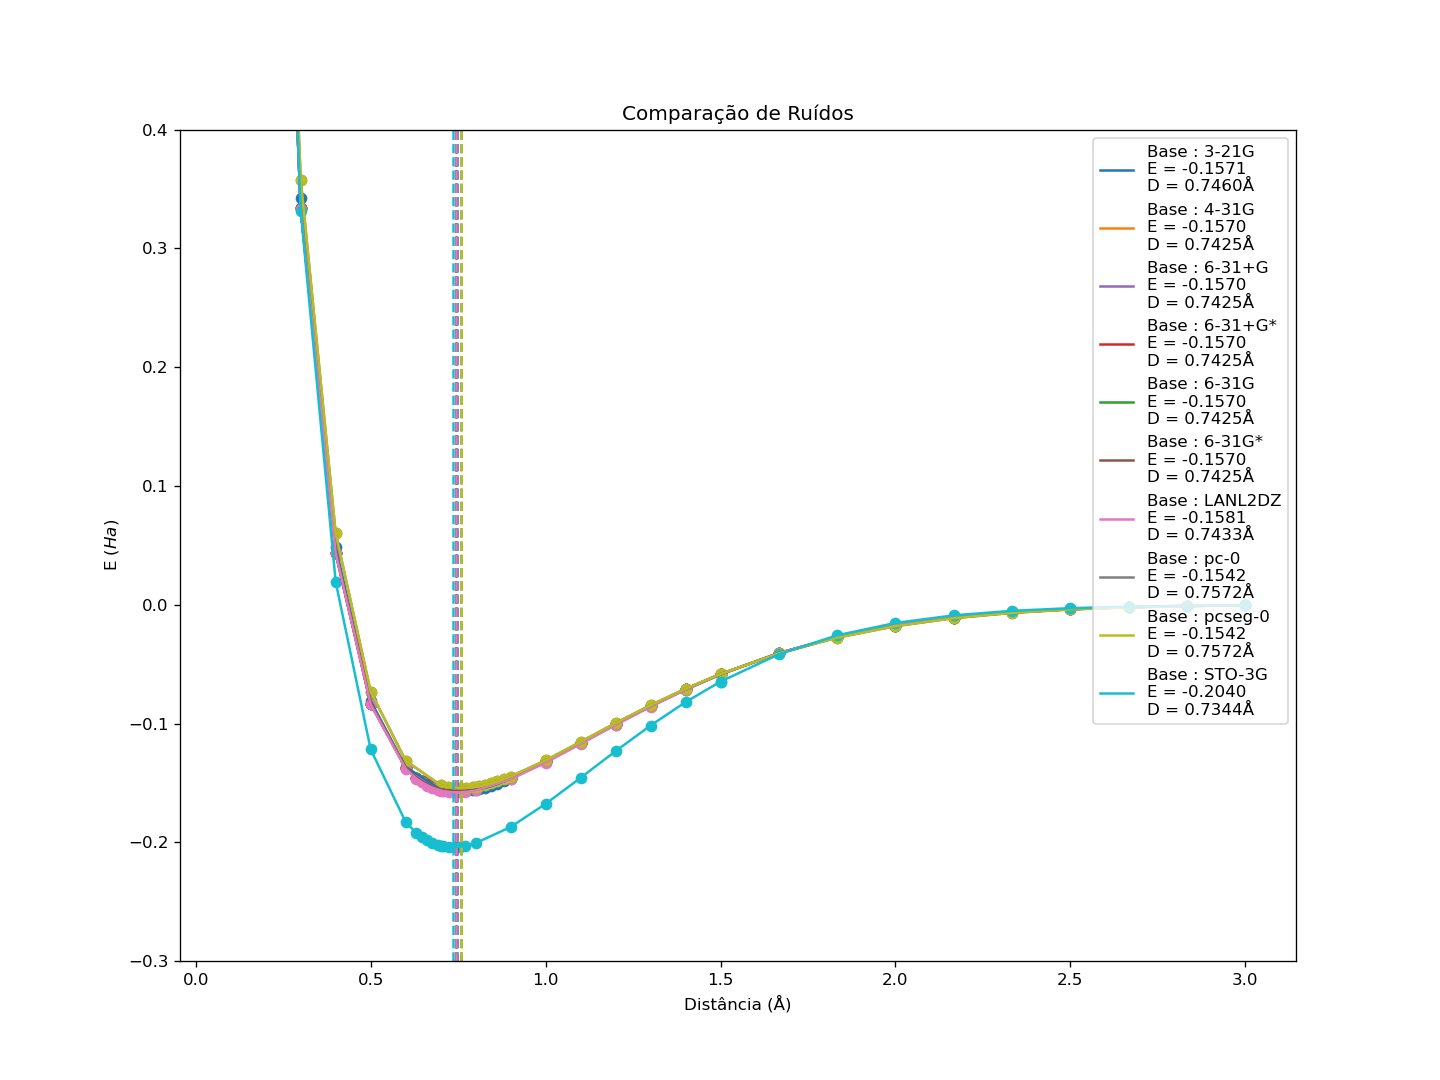 Comparação de Ruídos
0.4
0.3
0.2
0.1
0.0
−0.1
−0.2
−0.3
E (Ha)
0.0
0.5
1.0
1.5
2.0
2.5
3.0
Distância (Å)
Base : 3-21G
E = -0.1571
D = 0.7460Å
Base : 4-31G
E = -0.1570
D = 0.7425Å
Base : 6-31+G
E = -0.1570
D = 0.7425Å
Base : 6-31+G*
E = -0.1570
D = 0.7425Å
Base : 6-31G
E = -0.1570
D = 0.7425Å
Base : 6-31G*
E = -0.1570
D = 0.7425Å
Base : LANL2DZ
E = -0.1581
D = 0.7433Å
Base : pc-0
E = -0.1542
D = 0.7572Å
Base : pcseg-0
E = -0.1542
D = 0.7572Å
Base : STO-3G
E = -0.2040
D = 0.7344Å